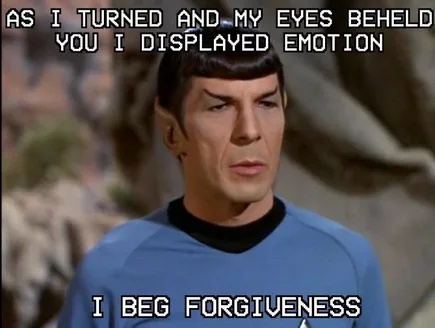 AS I TURNED AND MY EYES BEHELD
YOU I DISPLAYED EMOTION
I BEG FORGIVENESS